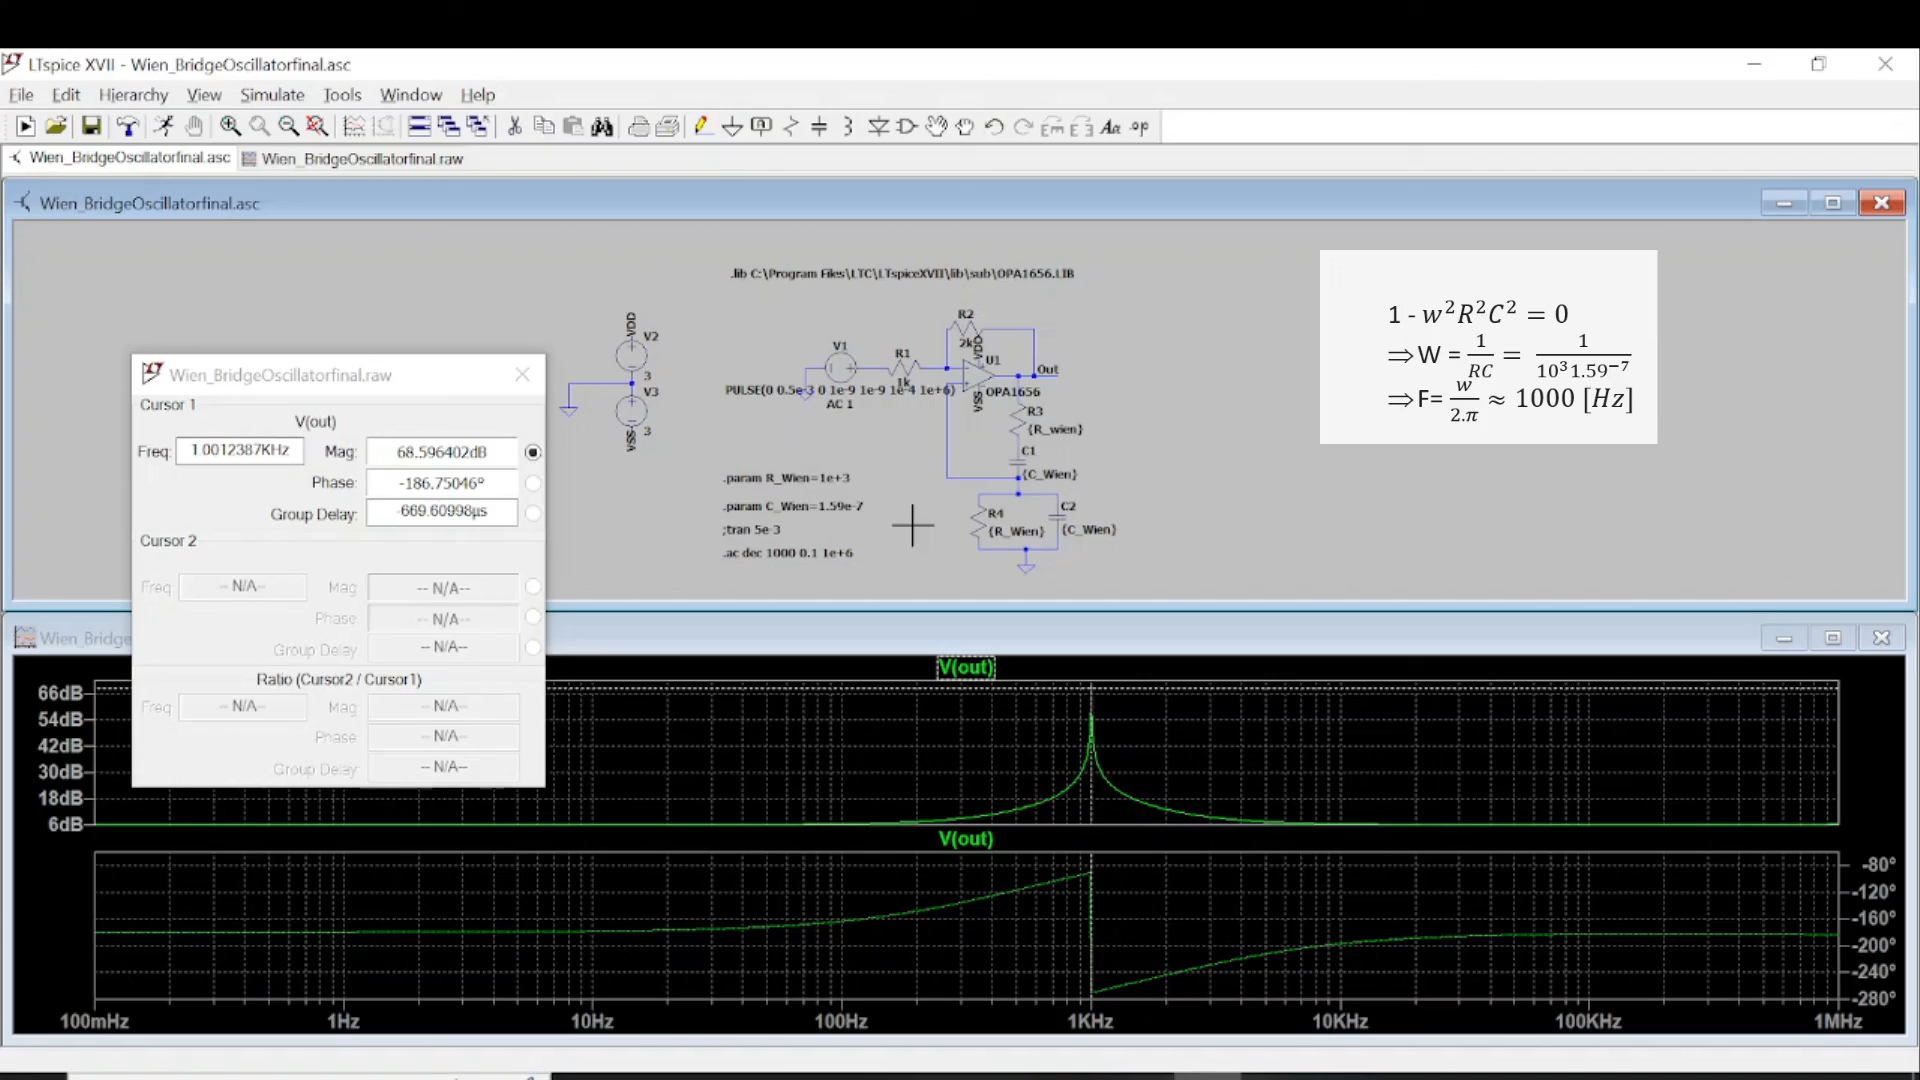 LTspice XVII - Wien_BridgeOscillatorfinal.asc
File Edit Hierarchy View Simulate Tools Window Help
Wien_BridgeOscillatorfinal.asc Wien_BridgeOscillatorfinal.raw
Wien_BridgeOscillatorfinal.asc
.lib C:\Program Files\LTC\LTspiceXVII\lib\sub\OPA1656.LIB
VDD
V2
3
V3
3
VSS
V1
PULSE(0 0.5e-3 0 1e-9 1e-9 1e-4 1e+6)
AC 1
R1
1k
R2
2k
VDD
U1
VSS
OPA1656
Out
R3
{R_wien}
C1
{C_Wien}
R4
{R_Wien}
C2
{C_Wien}
.param R_Wien=1e+3
.param C_Wien=1.59e-7
;tran 5e-3
.ac dec 1000 0.1 1e+6
1 - w²R²C² = 0
⇒W = 1/RC = 1/10³1.59⁻⁷
⇒F= w/2.π ≈ 1000 [Hz]
Wien_BridgeOscillatorfinal.raw
Cursor 1
V(out)
Freq: 1.0012387KHz Mag: 68.596402dB
Phase: -186.75046°
Group Delay: -669.60998µs
Cursor 2
Freq -- N/A-- Mag -- N/A--
Phase -- N/A--
Group Delay -- N/A--
Ratio (Cursor2 / Cursor1)
Freq -- N/A-- Mag -- N/A--
Phase -- N/A--
Group Delay -- N/A--
Wien_Bridge
V(out)
66dB
54dB
42dB
30dB
18dB
6dB
V(out)
-80°
-120°
-160°
-200°
-240°
-280°
100mHz 1Hz 10Hz 100Hz 1KHz 10KHz 100KHz 1MHz